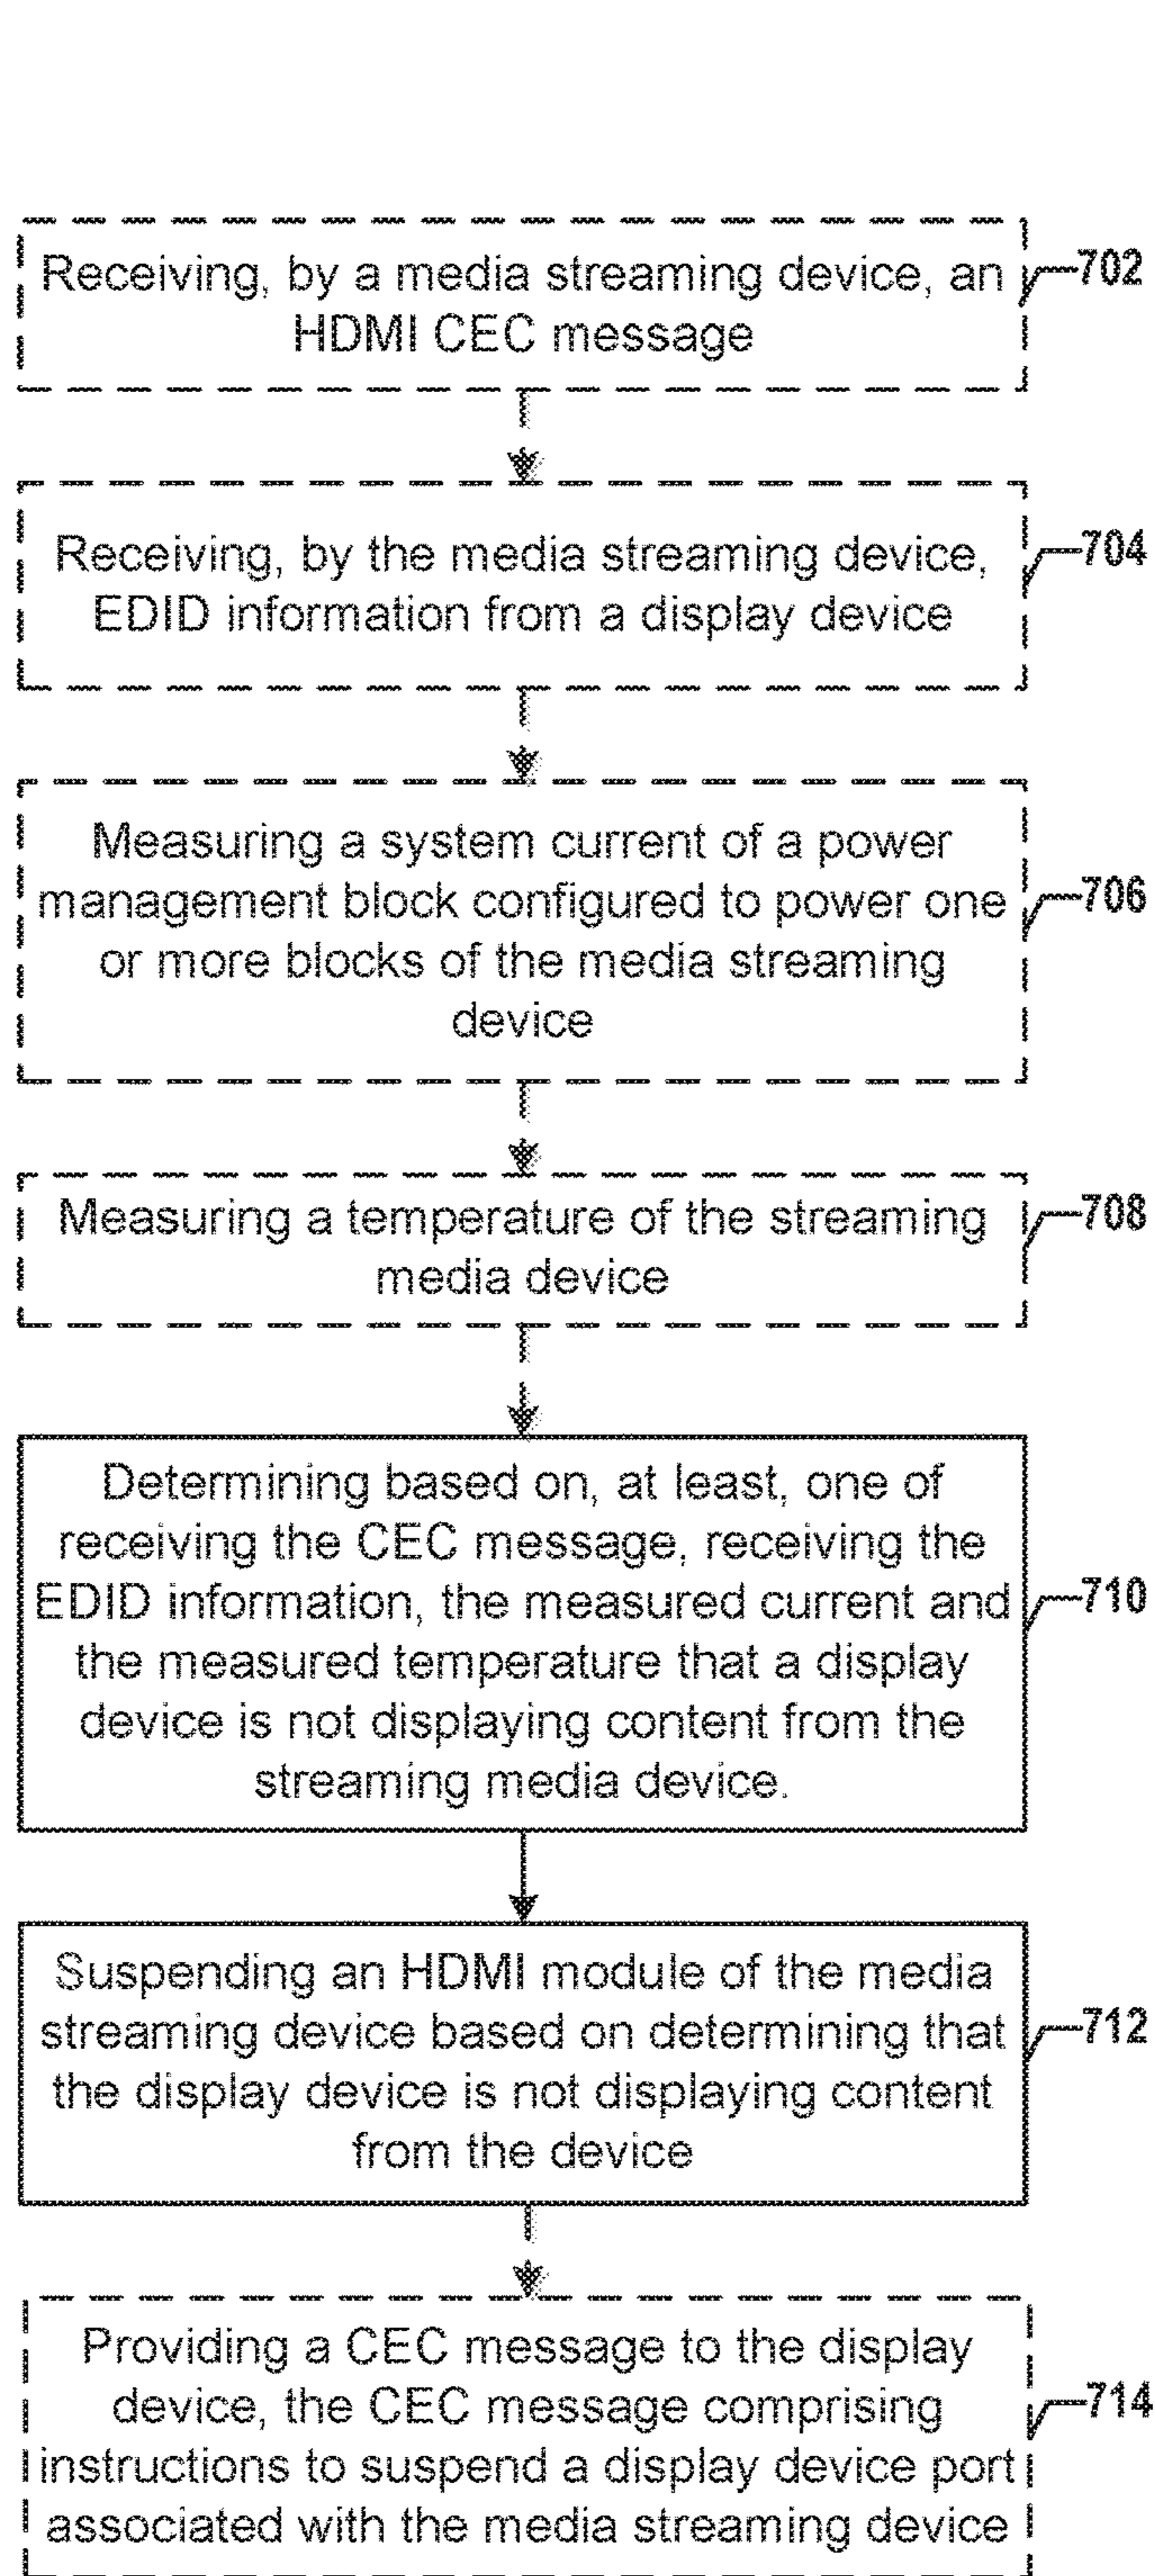 Receiving, by a media streaming device, an
HDMI CEC message
702
Receiving, by the media streaming device,
EDID information from a display device
704
Measuring a system current of a power
management block configured to power one
or more blocks of the media streaming
device
706
Measuring a temperature of the streaming
media device
708
Determining based on, at least, one of
receiving the CEC message, receiving the
EDID information, the measured current and
the measured temperature that a display
device is not displaying content from the
streaming media device.
710
Suspending an HDMI module of the media
streaming device based on determining that
the display device is not displaying content
from the device
712
Providing a CEC message to the display
device, the CEC message comprising
instructions to suspend a display device port
associated with the media streaming device
714